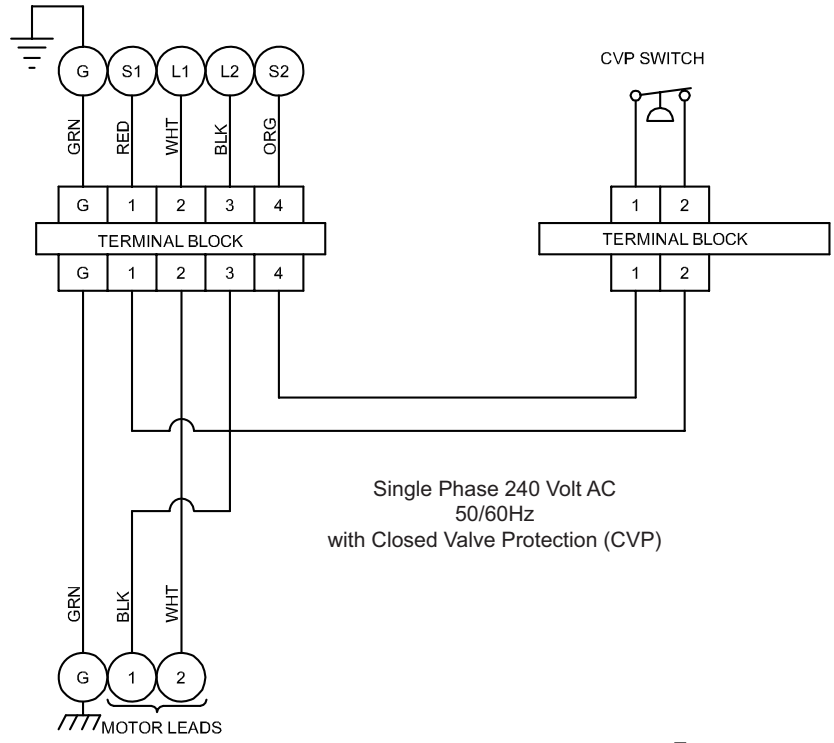 G S1 L1 L2 S2
GRN RED WHT BLK ORG
G 1 2 3 4
TERMINAL BLOCK
G 1 2 3 4
CVP SWITCH
1 2
TERMINAL BLOCK
1 2
Single Phase 240 Volt AC
50/60Hz
with Closed Valve Protection (CVP)
GRN BLK WHT
G 1 2
MOTOR LEADS